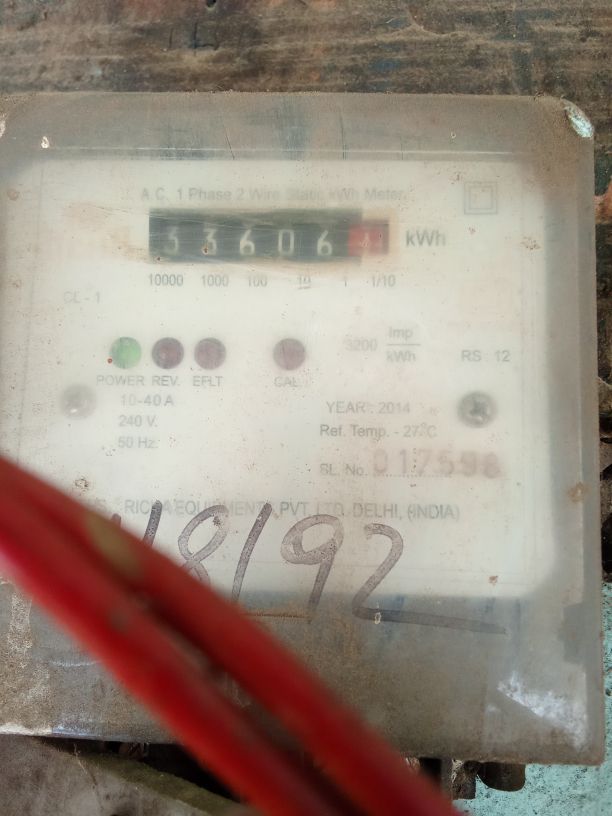 A.C. 1 Phase 2 Wire Static kWh Meter
33606 kWh
10000 1000 100 10 1 1/10
CL - 1
3200 Imp/kWh
RS : 12
POWER REV. EFLT CAL
10-40 A
240 V.
50 Hz.
YEAR : 2014
Ref. Temp. - 27°C
SL. No. 017598
EQUIPMENTS PVT. LTD. DELHI, (INDIA)
8192